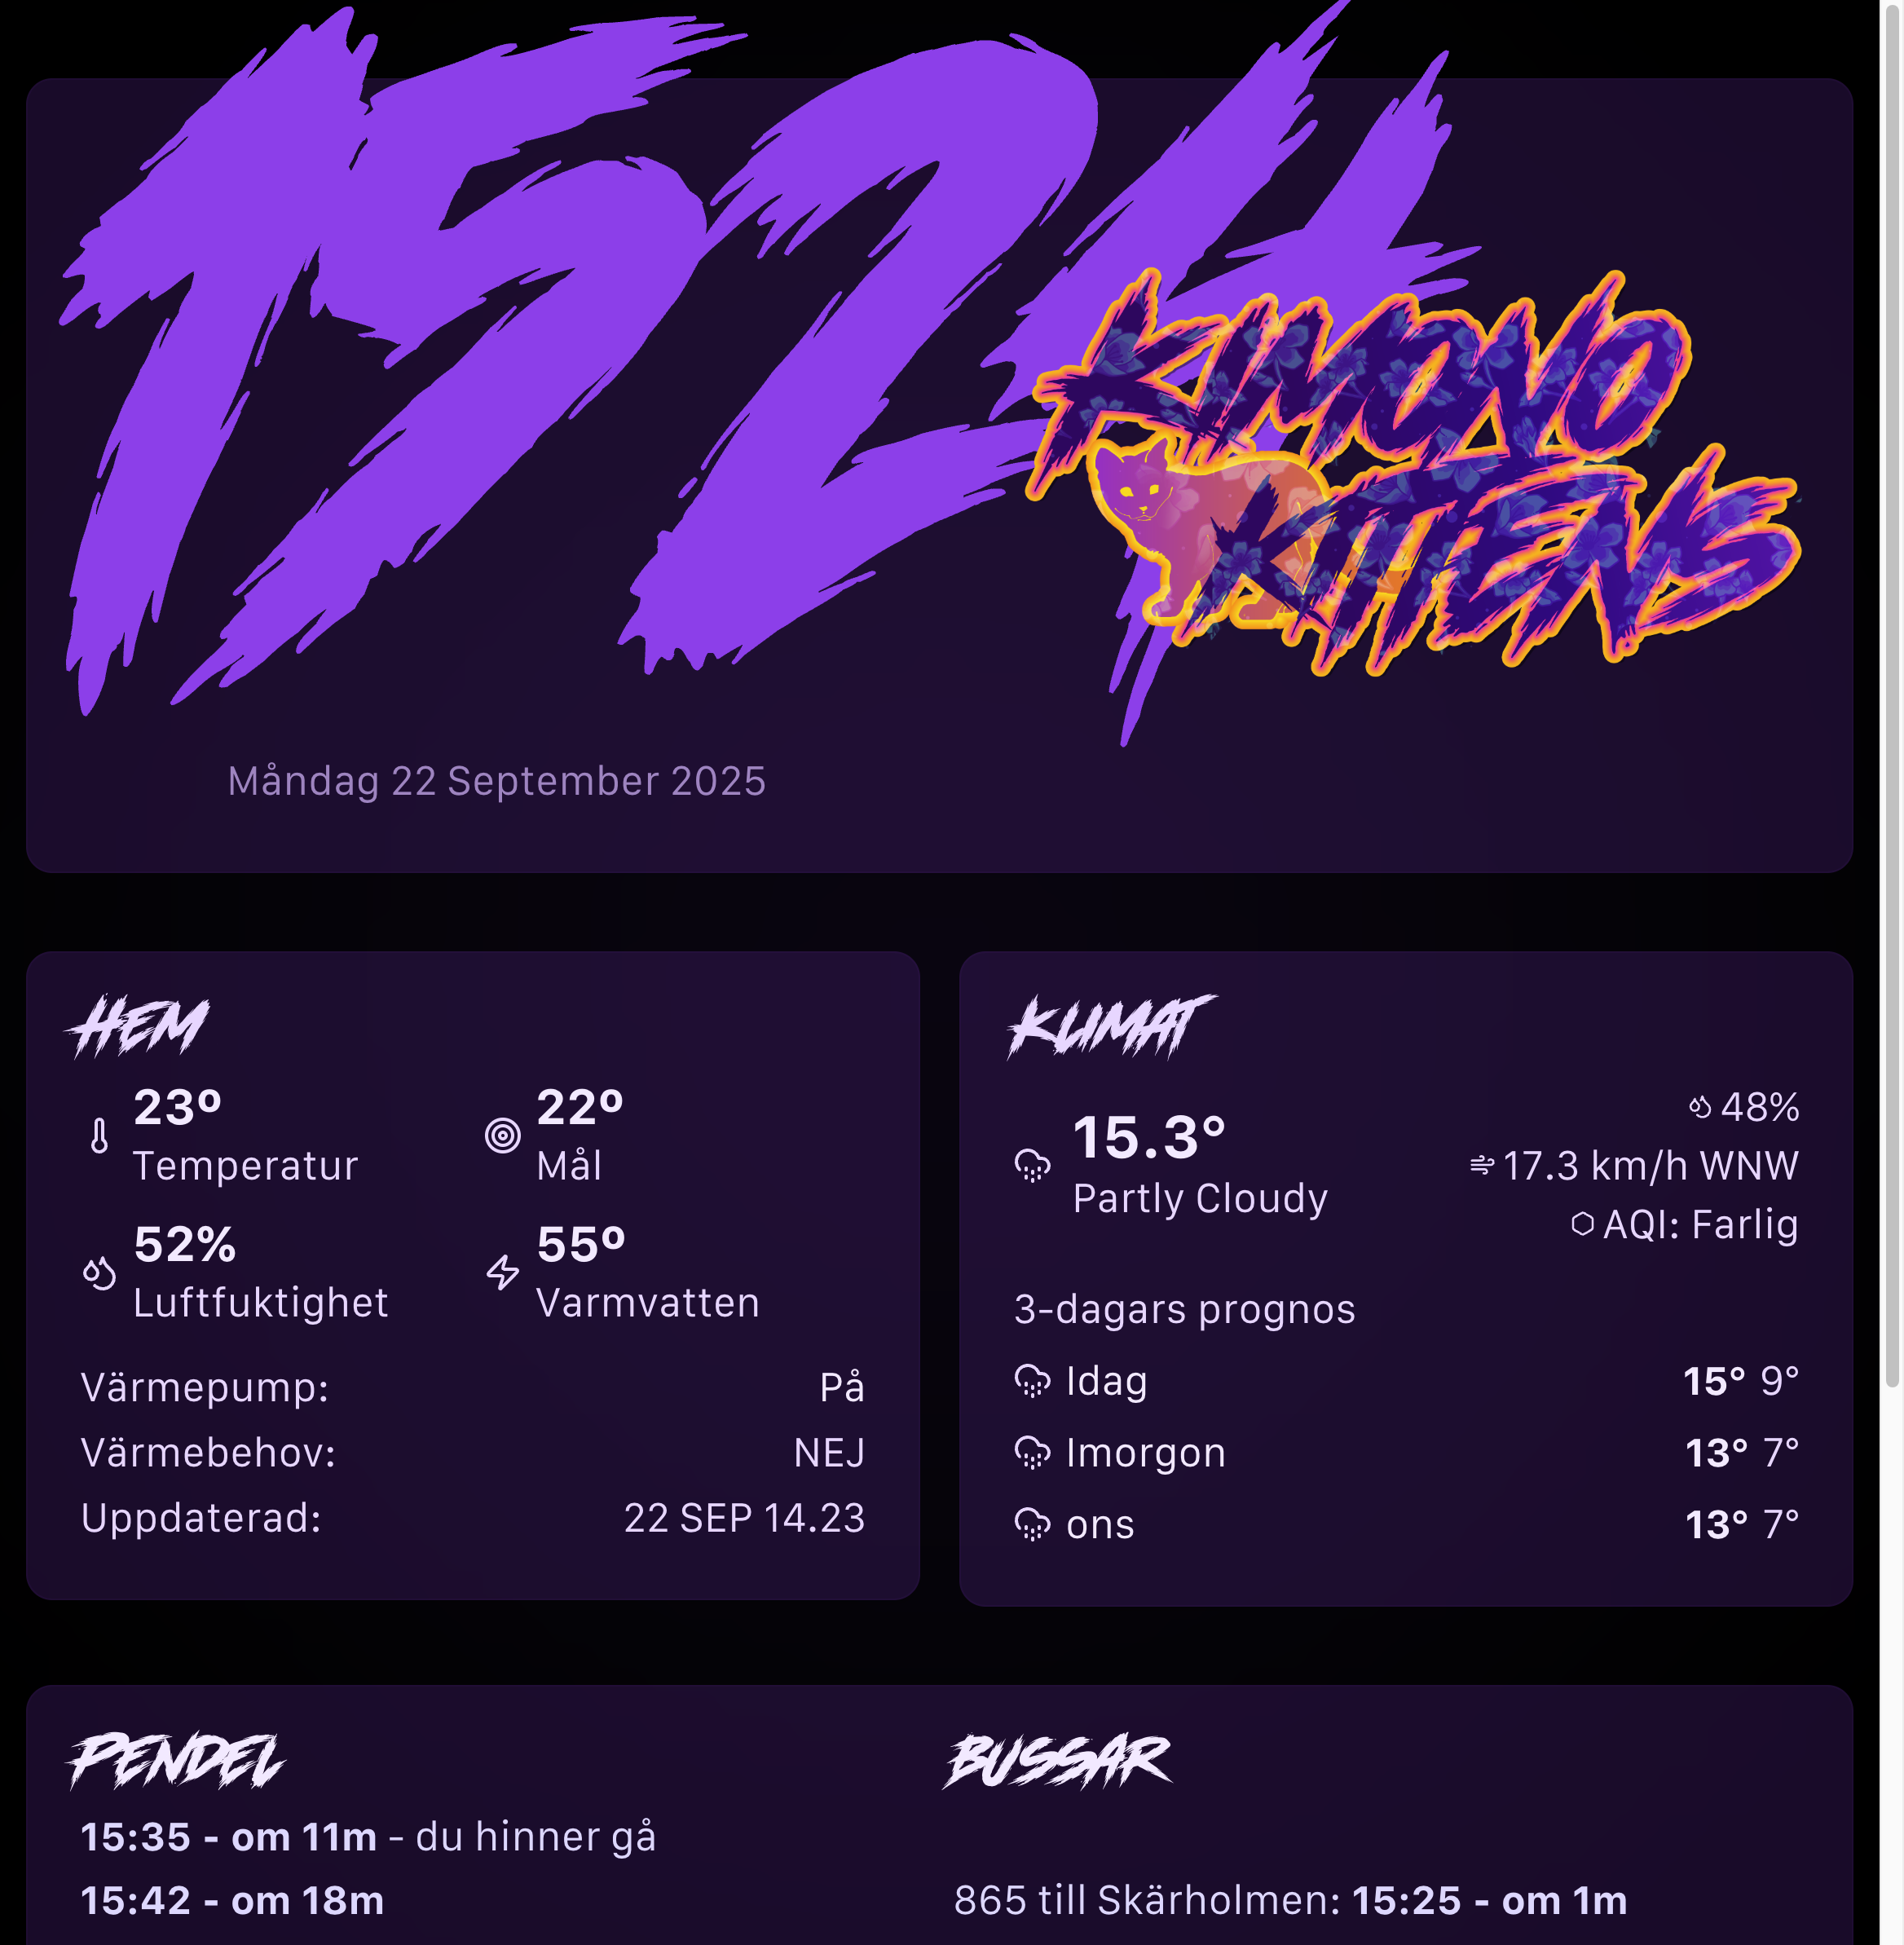 1524
KIMONO
KITTENS
Måndag 22 September 2025
HEM
23º
Temperatur
22º
Mål
52%
Luftfuktighet
55º
Varmvatten
Värmepump: På
Värmebehov: NEJ
Uppdaterad: 22 SEP 14.23
KLIMAT
15.3°
Partly Cloudy
48%
17.3 km/h WNW
AQI: Farlig
3-dagars prognos
Idag 15° 9°
Imorgon 13° 7°
ons 13° 7°
PENDEL
15:35 - om 11m - du hinner gå
15:42 - om 18m
BUSSAR
865 till Skärholmen: 15:25 - om 1m